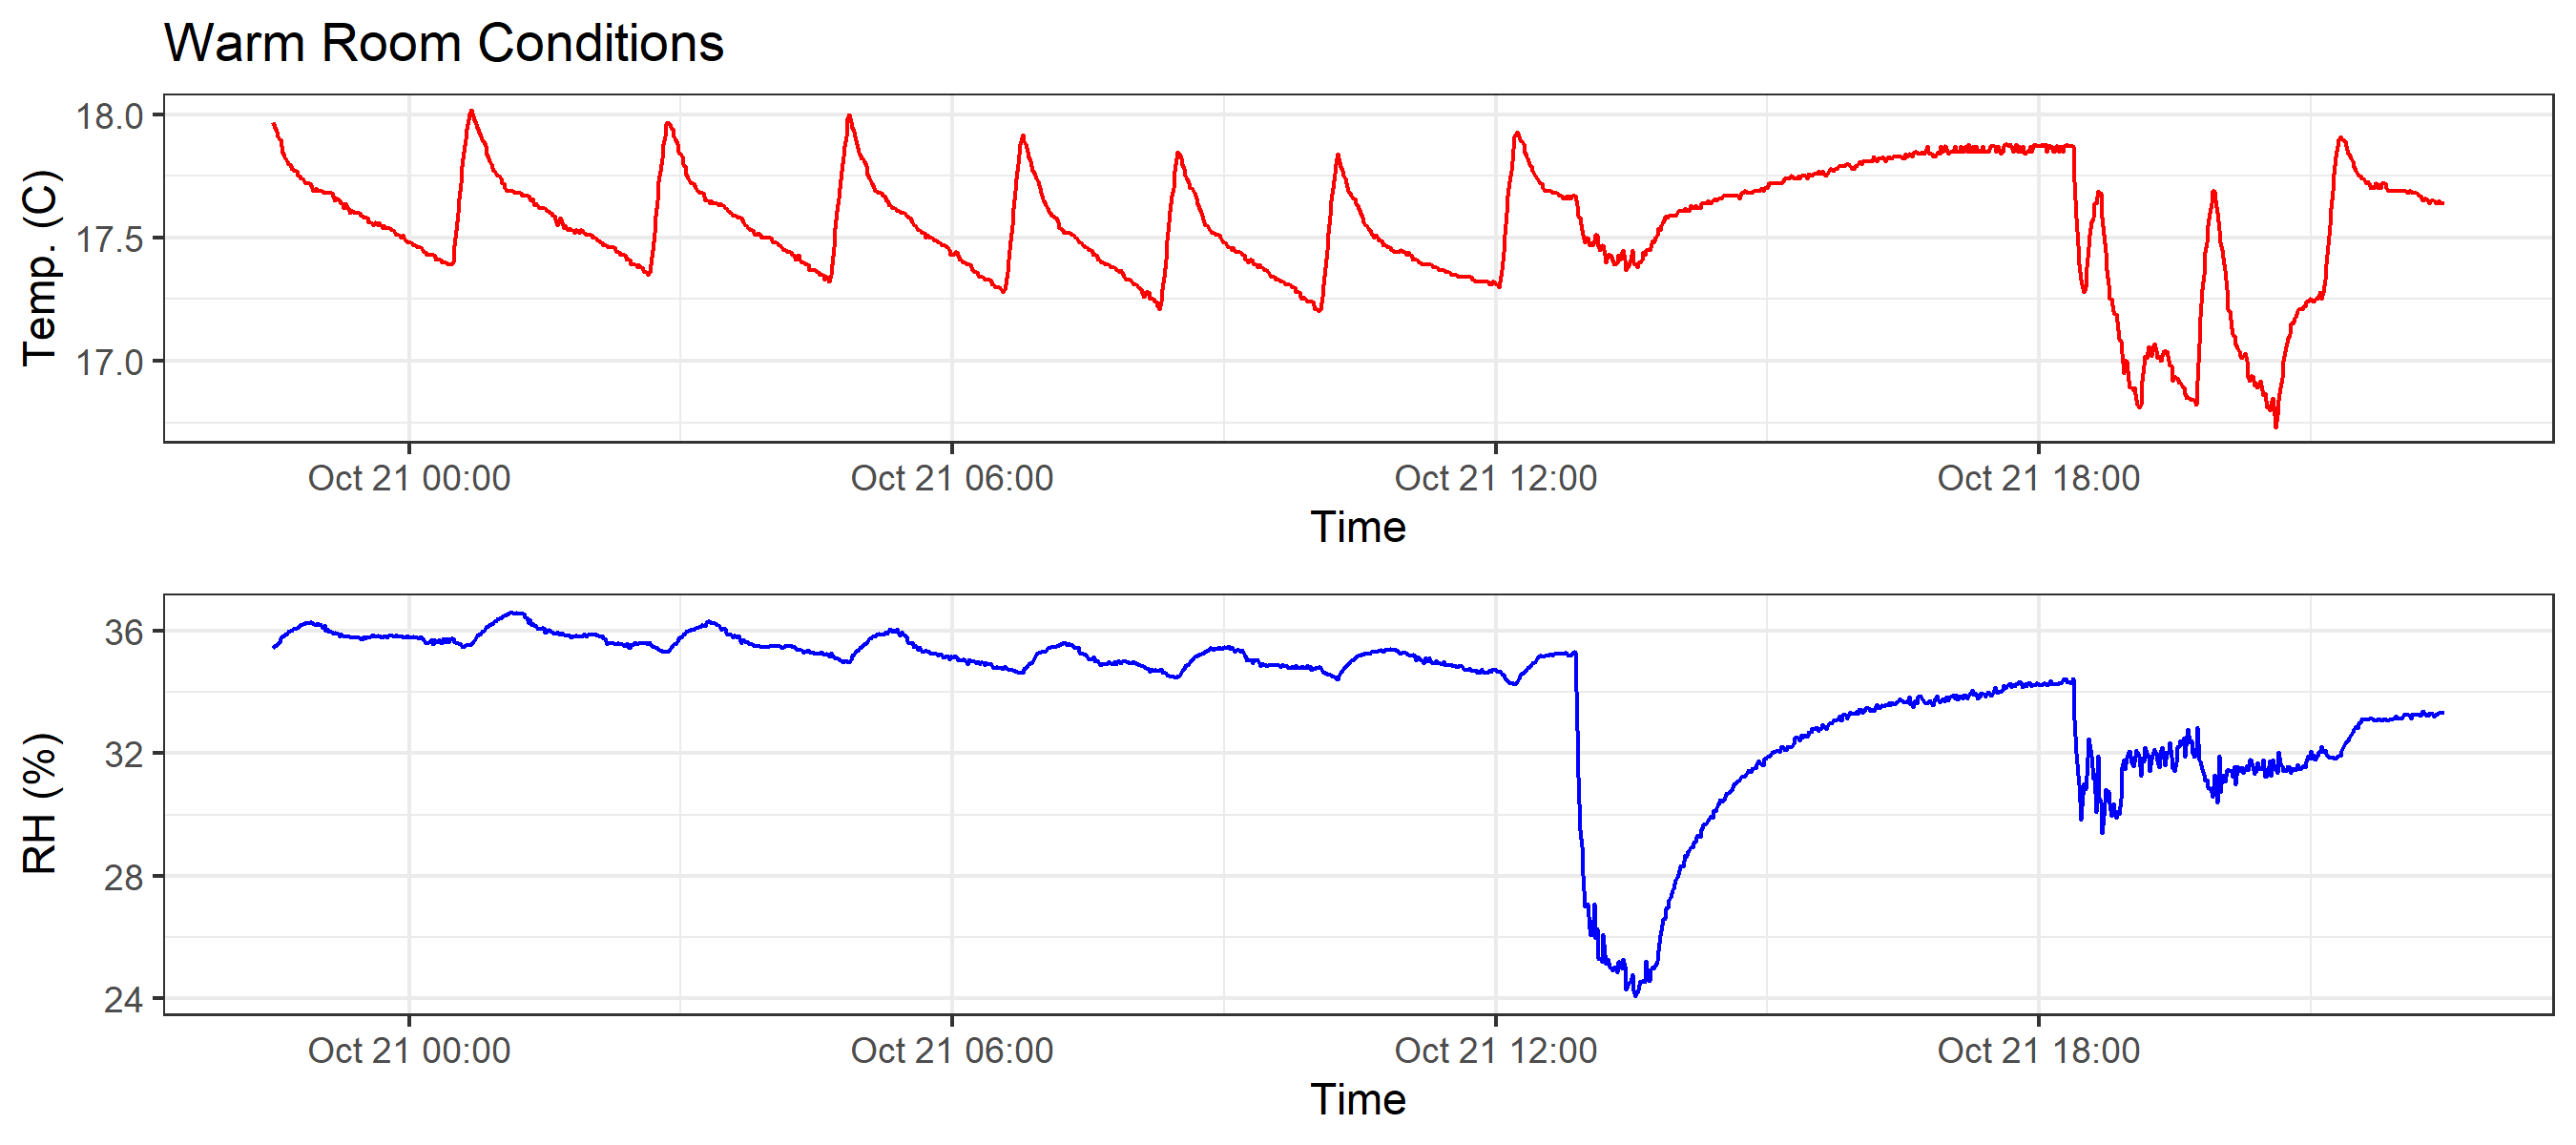 Warm Room Conditions
Temp. (C)
18.0
17.5
17.0
Oct 21 00:00 Oct 21 06:00 Oct 21 12:00 Oct 21 18:00
Time
RH (%)
36
32
28
24
Oct 21 00:00 Oct 21 06:00 Oct 21 12:00 Oct 21 18:00
Time